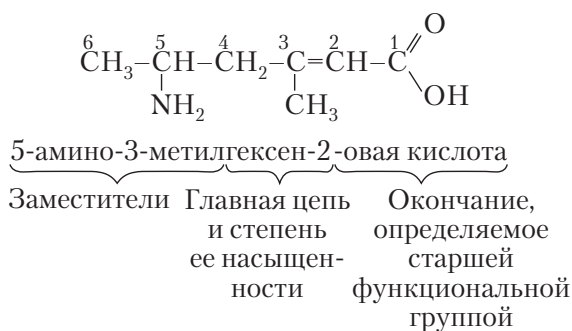 6 5 4 3 2 1 O
CH₃–CH–CH₂–C=CH–C
NH₂ CH₃ OH
5-амино-3-метилгексен-2-овая кислота
Заместители Главная цепь Окончание,
и степень определяемое
ее насыщен- старшей
ности функциональной
группой